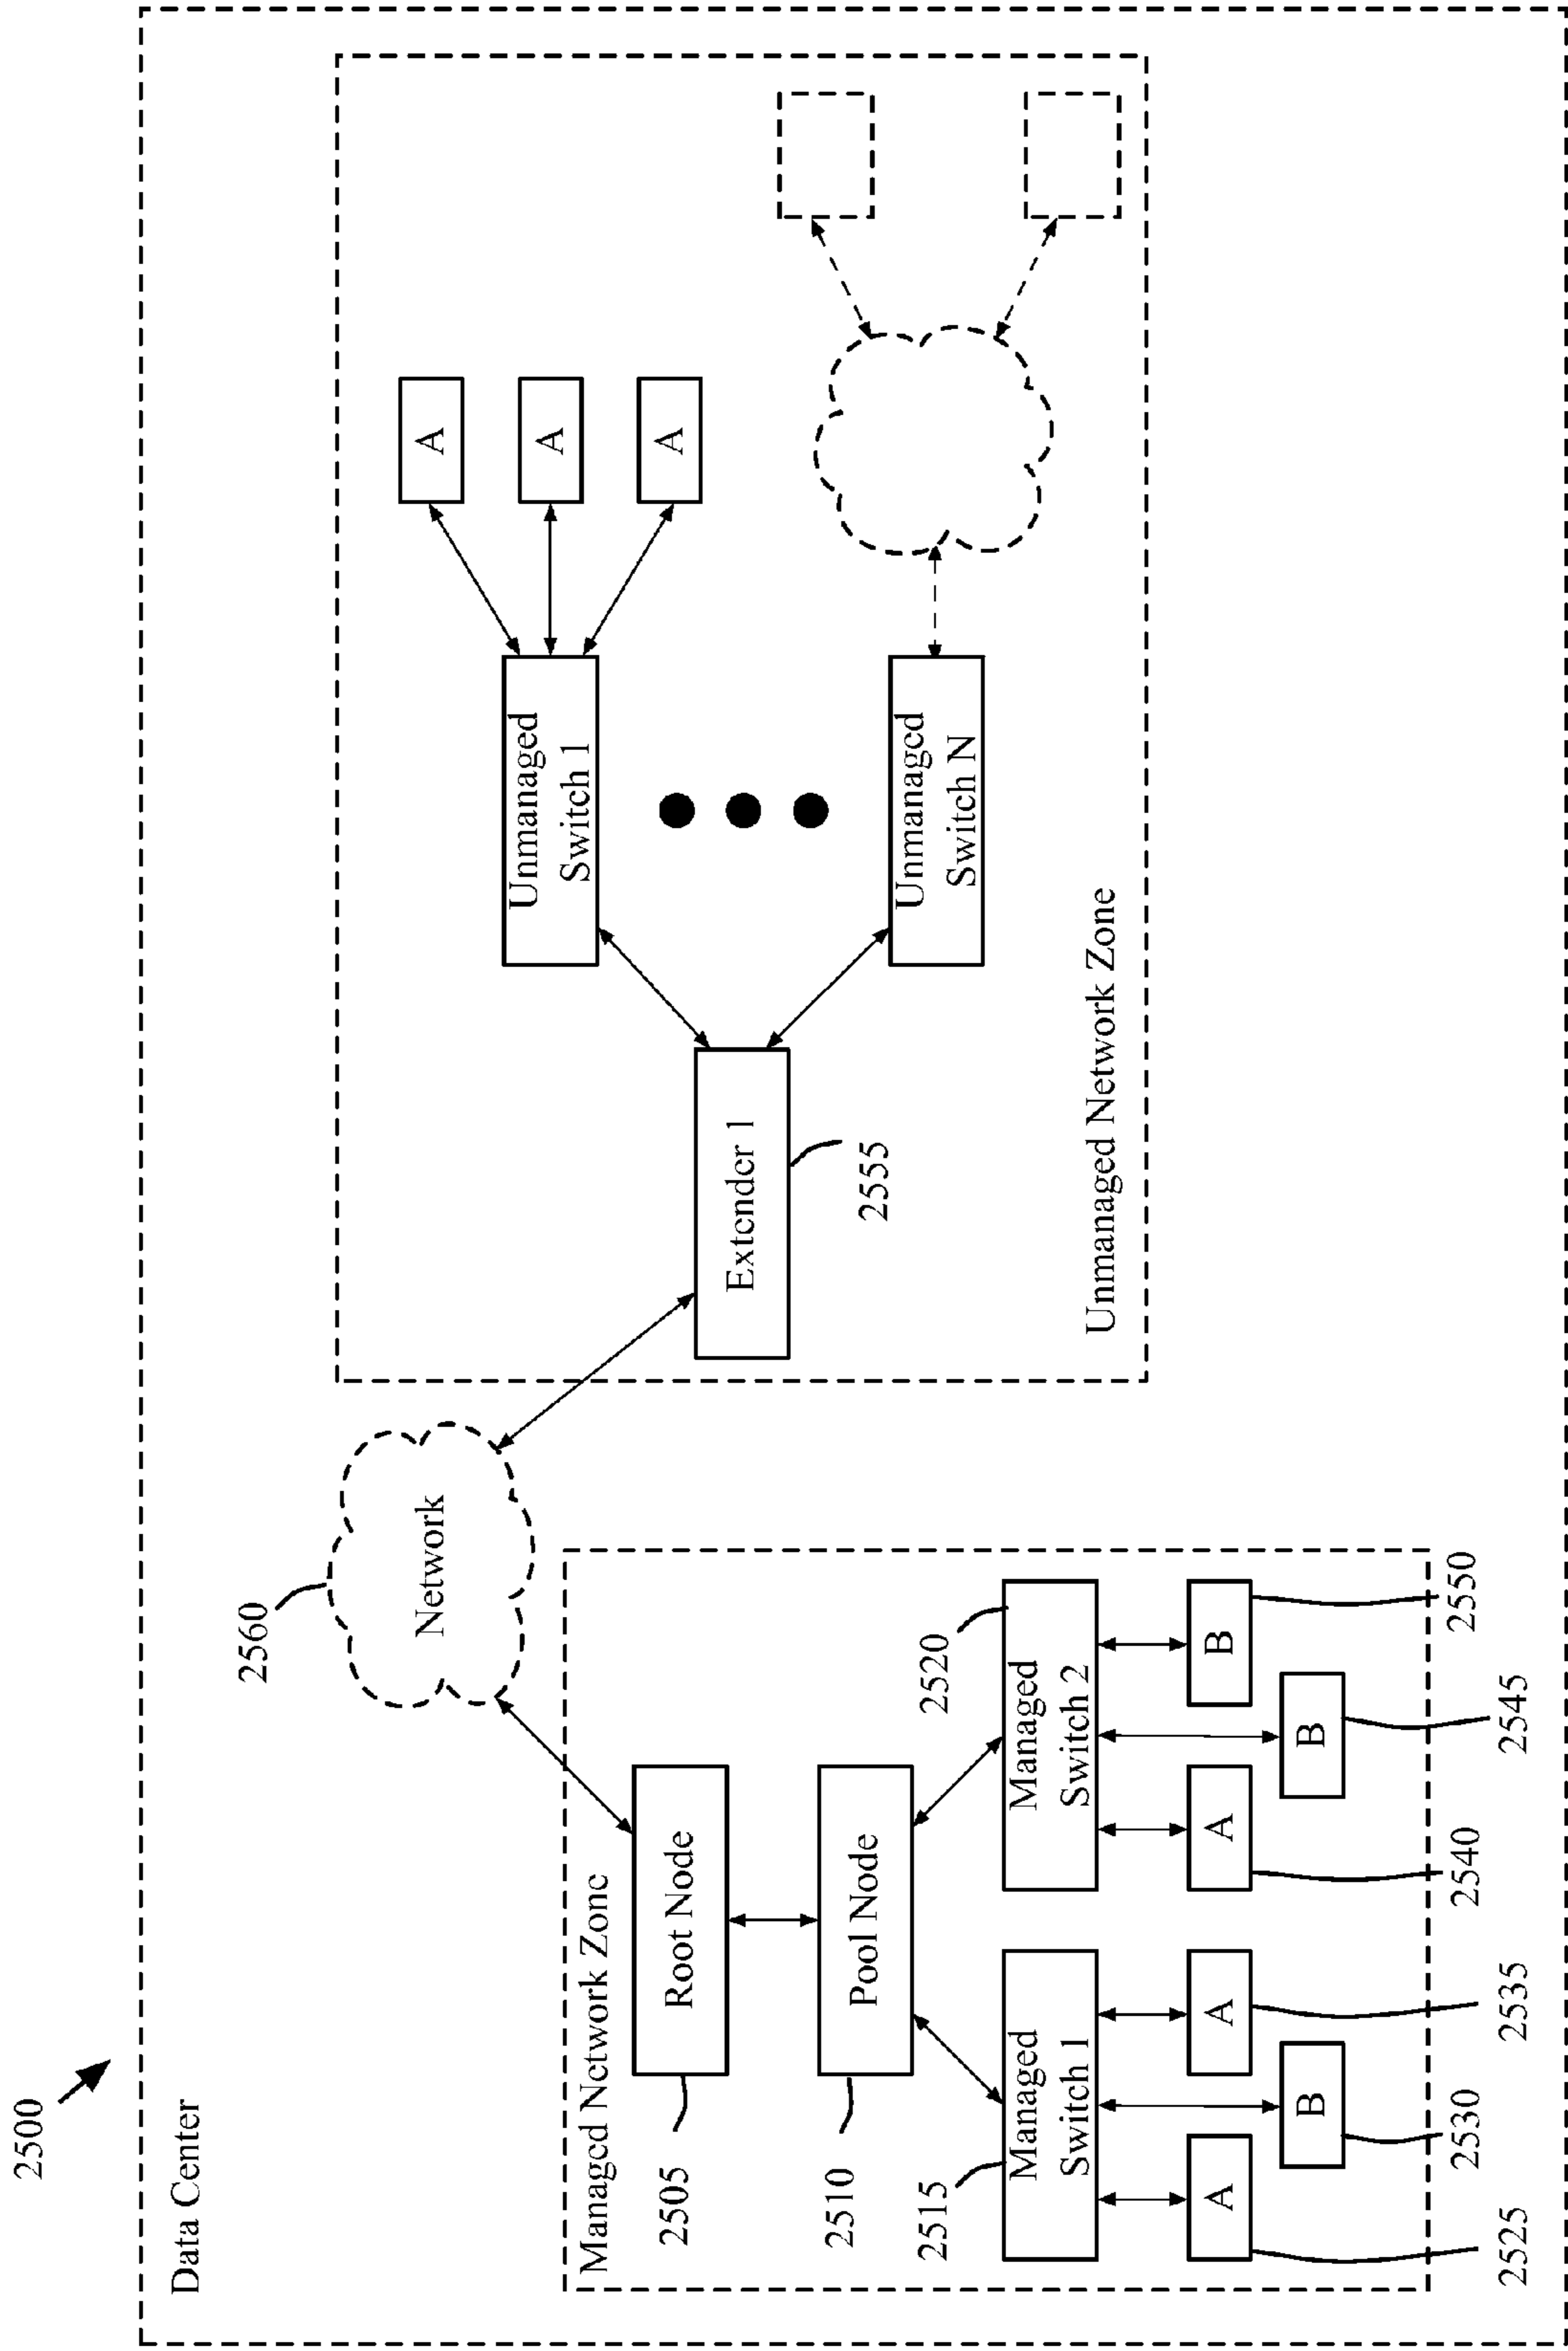 2500
Data Center
2560
Network
Managed Network Zone
Root Node
2505
Pool Node
2510
2515
Managed
Switch 1
2520
Managed
Switch 2
A
B
A
A
B
B
2525
2530
2535
2540
2545
2550
Extender 1
2555
Unmanaged
Switch 1
A
A
A
Unmanaged
Switch N
Unmanaged Network Zone